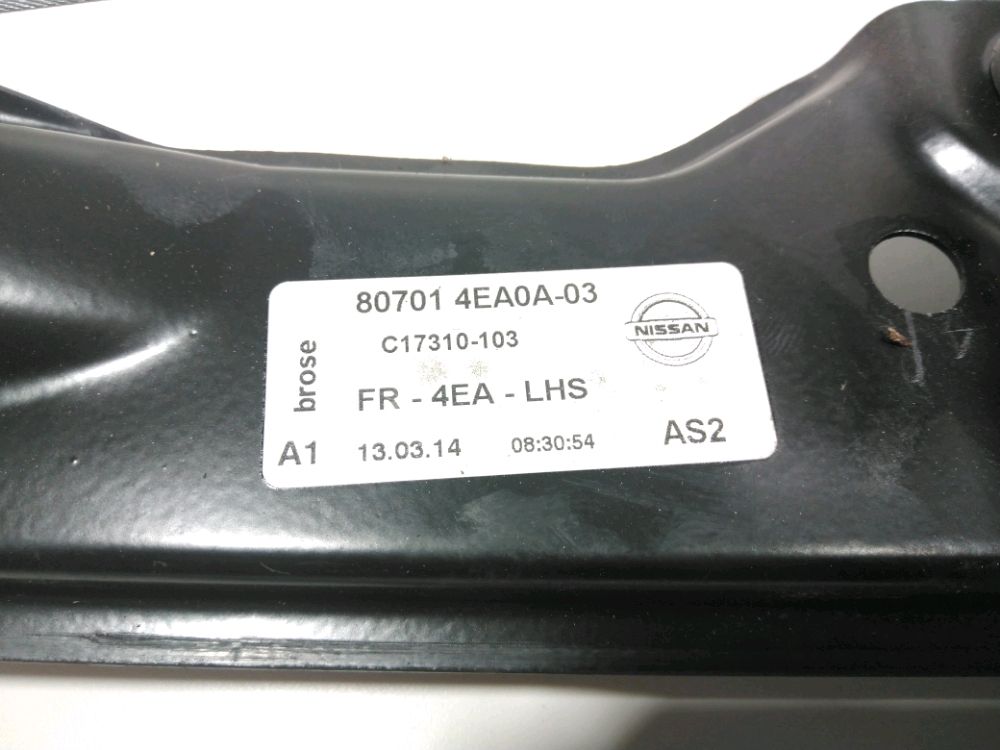 80701 4EA0A-03
C17310-103
NISSAN
brose
FR - 4EA - LHS
A1 13.03.14 08:30:54 AS2